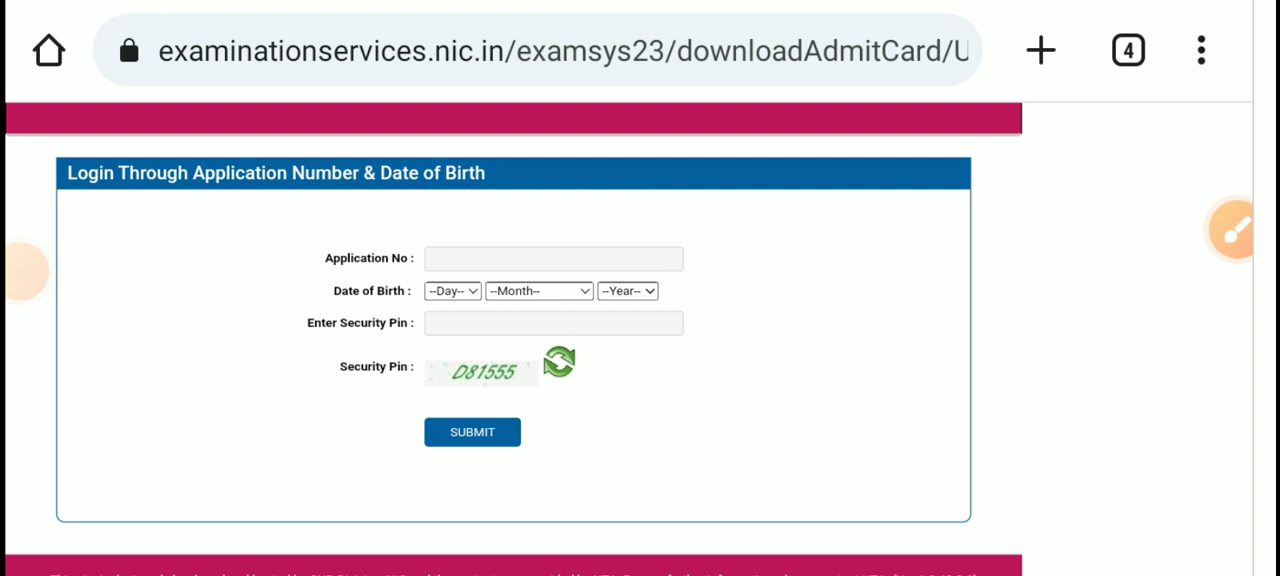 examinationservices.nic.in/examsys23/downloadAdmitCard/U
4
Login Through Application Number & Date of Birth
Application No :
Date of Birth : --Day-- --Month-- --Year--
Enter Security Pin :
Security Pin : D81555
SUBMIT